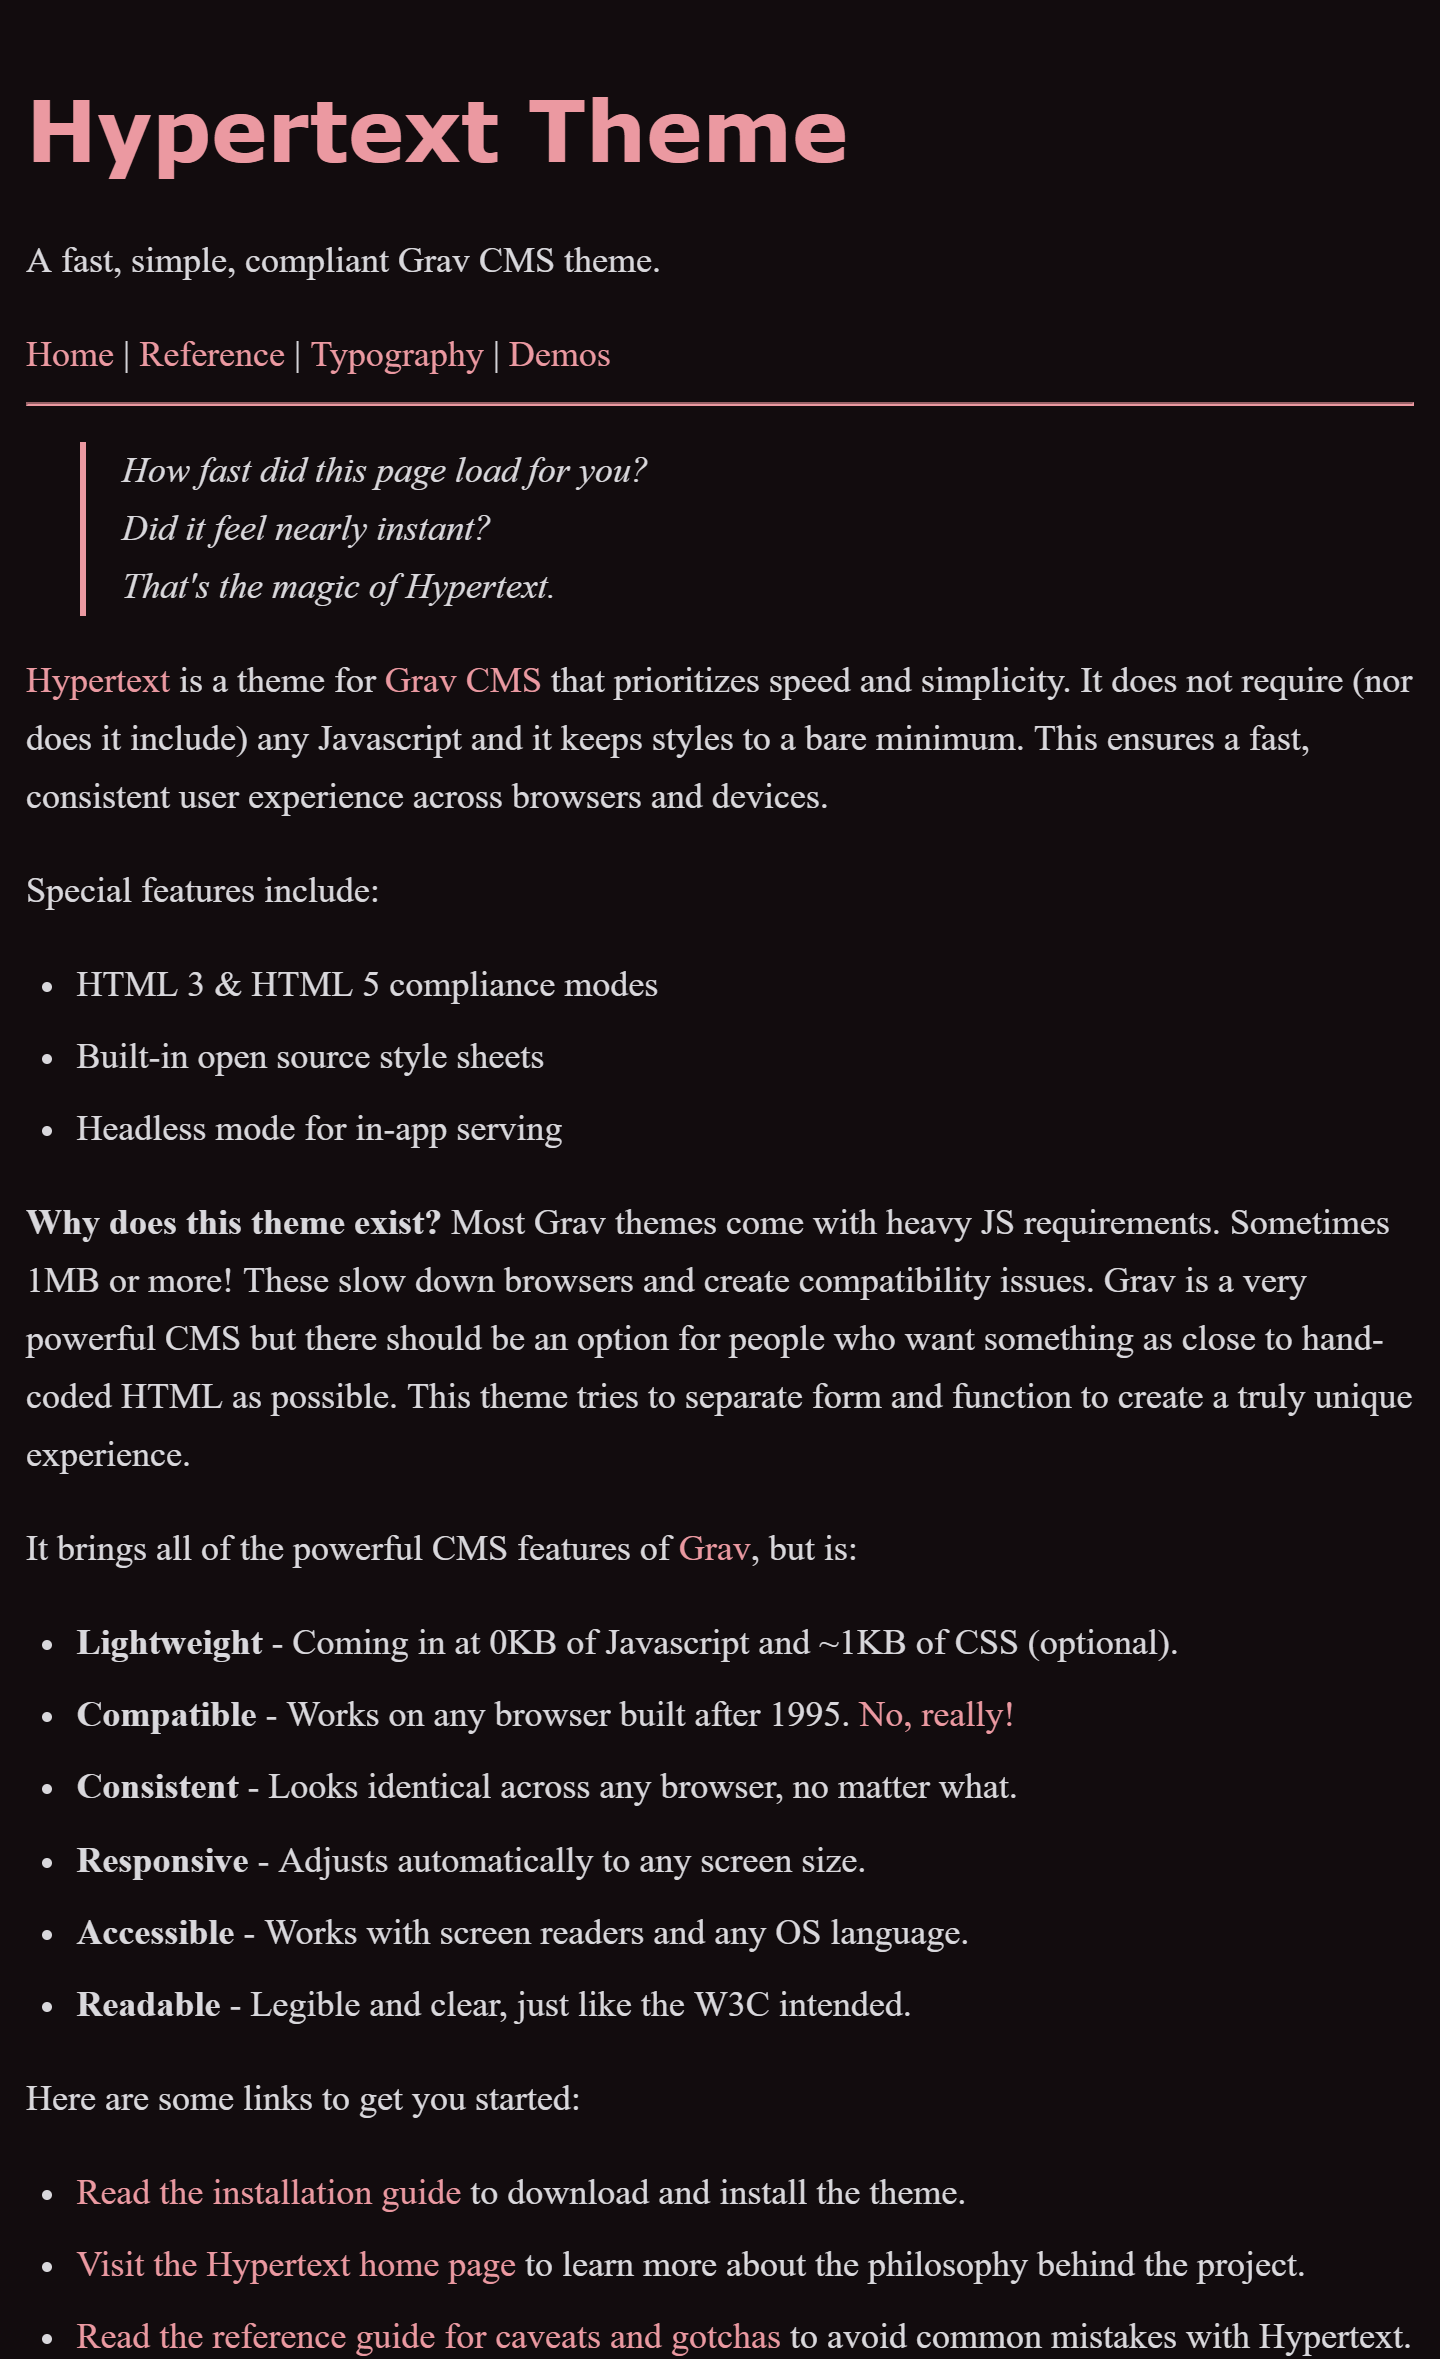 Hypertext Theme
A fast, simple, compliant Grav CMS theme.
Home | Reference | Typography | Demos
How fast did this page load for you?
Did it feel nearly instant?
That's the magic of Hypertext.
Hypertext is a theme for Grav CMS that prioritizes speed and simplicity. It does not require (nor
does it include) any Javascript and it keeps styles to a bare minimum. This ensures a fast,
consistent user experience across browsers and devices.
Special features include:
• HTML 3 & HTML 5 compliance modes
• Built-in open source style sheets
• Headless mode for in-app serving
Why does this theme exist? Most Grav themes come with heavy JS requirements. Sometimes
1MB or more! These slow down browsers and create compatibility issues. Grav is a very
powerful CMS but there should be an option for people who want something as close to hand-
coded HTML as possible. This theme tries to separate form and function to create a truly unique
experience.
It brings all of the powerful CMS features of Grav, but is:
• Lightweight - Coming in at 0KB of Javascript and ~1KB of CSS (optional).
• Compatible - Works on any browser built after 1995. No, really!
• Consistent - Looks identical across any browser, no matter what.
• Responsive - Adjusts automatically to any screen size.
• Accessible - Works with screen readers and any OS language.
• Readable - Legible and clear, just like the W3C intended.
Here are some links to get you started:
• Read the installation guide to download and install the theme.
• Visit the Hypertext home page to learn more about the philosophy behind the project.
• Read the reference guide for caveats and gotchas to avoid common mistakes with Hypertext.